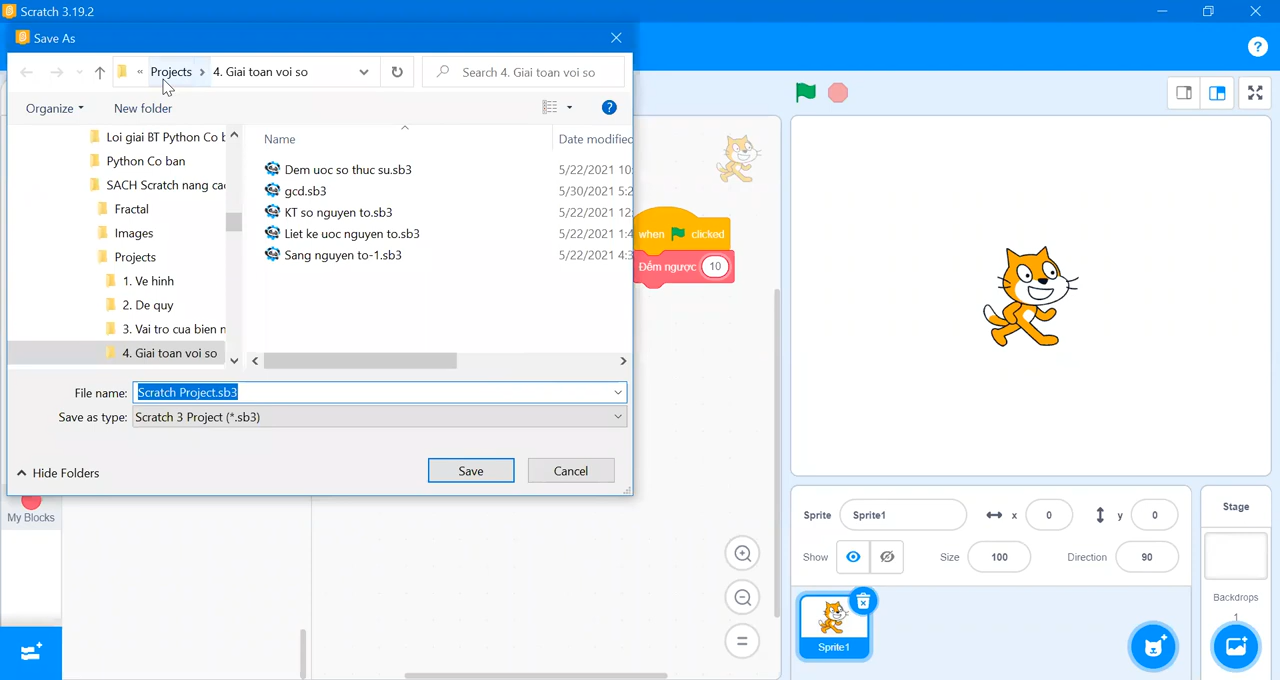 Scratch 3.19.2
Save As
« Projects > 4. Giai toan voi so
Search 4. Giai toan voi so
Organize
New folder
Loi giai BT Python Co b
Python Co ban
SACH Scratch nang cao
Fractal
Images
Projects
1. Ve hinh
2. De quy
3. Vai tro cua bien n
4. Giai toan voi so
Name
Date modified
Dem uoc so thuc su.sb3
5/22/2021 10:
gcd.sb3
5/30/2021 5:2
KT so nguyen to.sb3
5/22/2021 12:
Liet ke uoc nguyen to.sb3
5/22/2021 1:4
Sang nguyen to-1.sb3
5/22/2021 4:3
File name:
Scratch Project.sb3
Save as type:
Scratch 3 Project (*.sb3)
Hide Folders
Save
Cancel
when clicked
Đếm ngược 10
My Blocks
Sprite
Sprite1
x
0
y
0
Show
Size
100
Direction
90
Sprite1
Stage
Backdrops
1